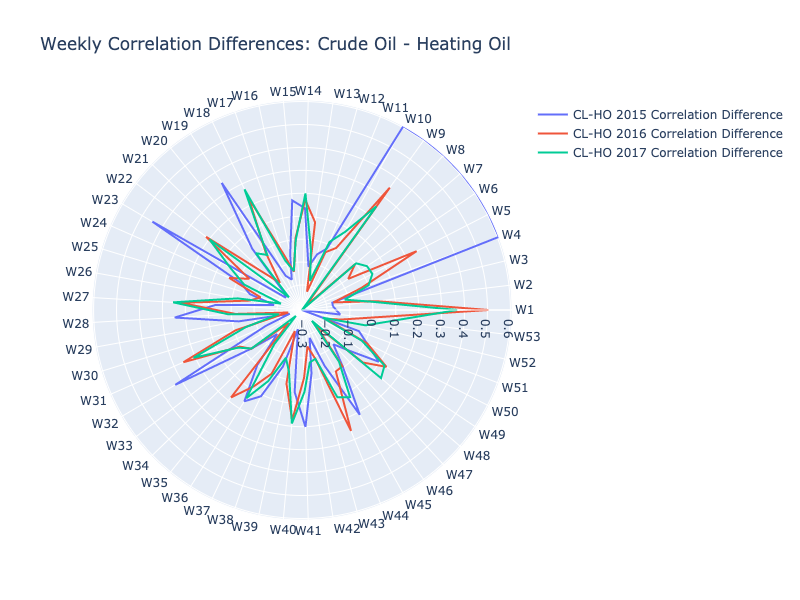 Weekly Correlation Differences: Crude Oil - Heating Oil
CL-HO 2015 Correlation Difference
CL-HO 2016 Correlation Difference
CL-HO 2017 Correlation Difference
W1
W2
W3
W4
W5
W6
W7
W8
W9
W10
W11
W12
W13
W14
W15
W16
W17
W18
W19
W20
W21
W22
W23
W24
W25
W26
W27
W28
W29
W30
W31
W32
W33
W34
W35
W36
W37
W38
W39
W40
W41
W42
W43
W44
W45
W46
W47
W48
W49
W50
W51
W52
W53
−0.3
−0.2
−0.1
0
0.1
0.2
0.3
0.4
0.5
0.6